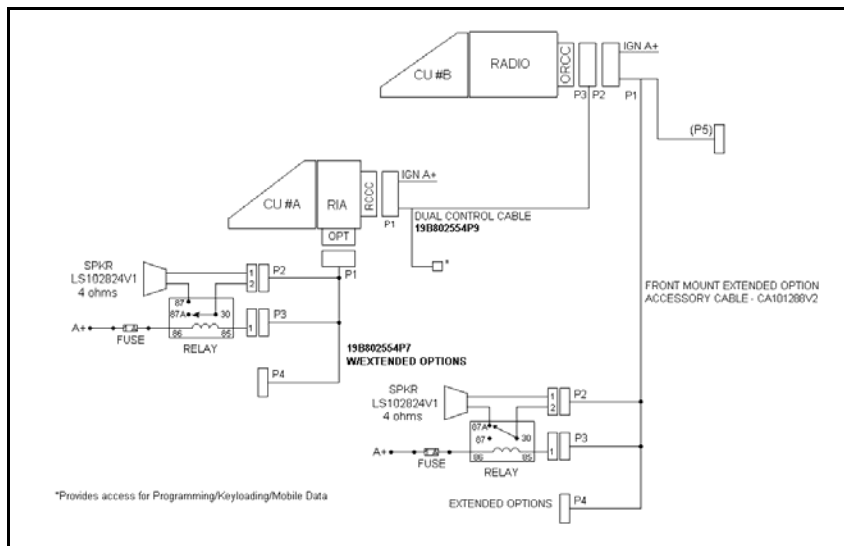 CU #B
RADIO
ORCC
IGN A+
P3
P2
P1
(P5)
CU #A
RIA
RCCC
IGN A+
P1
OPT
DUAL CONTROL CABLE
19B802554P9
*
P1
SPKR
LS102824V1
4 ohms
1
2
P2
87
87A
30
A+
FUSE
86
85
1
P3
RELAY
19B802554P7
W/EXTENDED OPTIONS
P4
FRONT MOUNT EXTENDED OPTION
ACCESSORY CABLE - CA101288V2
SPKR
LS102824V1
4 ohms
1
2
P2
87A
87
30
A+
FUSE
86
85
1
P3
RELAY
EXTENDED OPTIONS
P4
*Provides access for Programming/Keyloading/Mobile Data